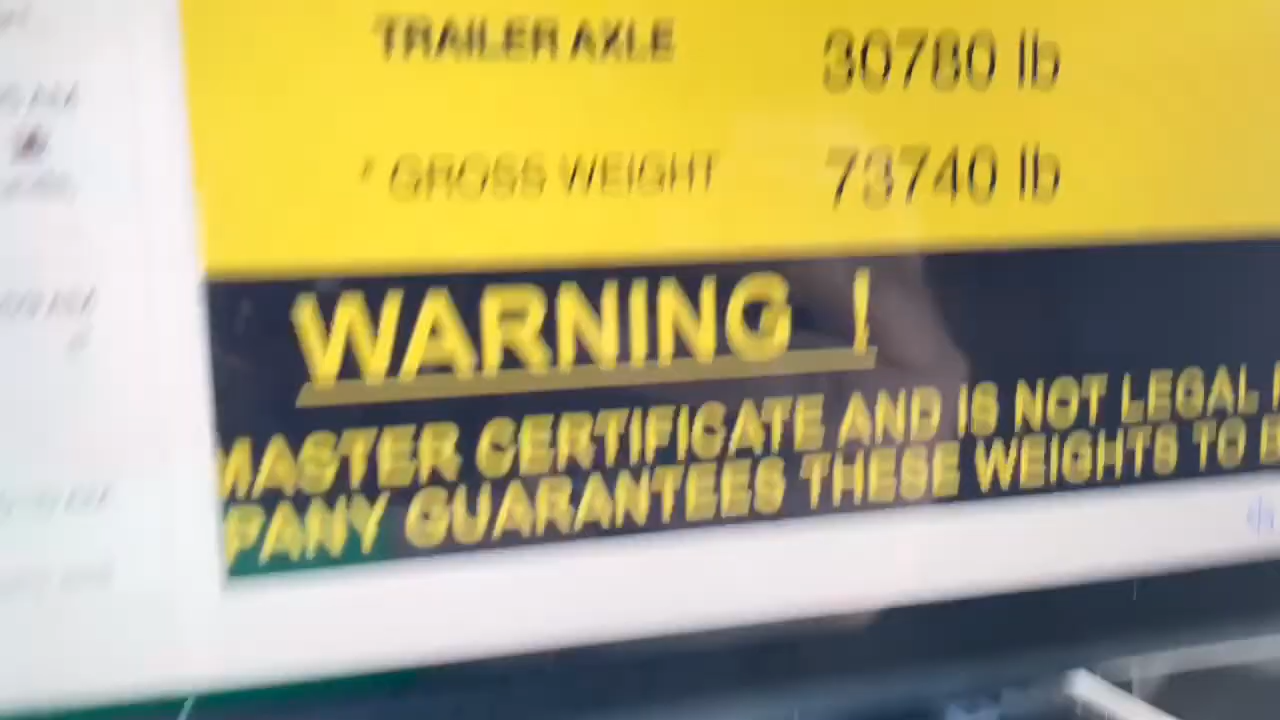 TRAILER AXLE 30780 lb
* GROSS WEIGHT 73740 lb
WARNING !
MASTER CERTIFICATE AND IS NOT LEGAL
PANY GUARANTEES THESE WEIGHTS TO